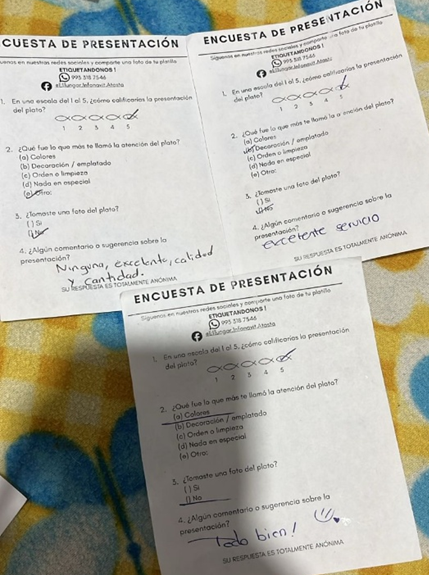 CUESTA DE PRESENTACIÓN
uenos en nuestras redes sociales y comparte una foto de tu platillo
ETIQUETANDONOS !
995 318 7546
1. En una escala del 1 al 5, ¿cómo calificarías la presentación
del plato?
1 2 3 4 5
2. ¿Qué fue lo que más te llamó la atención del plato?
(a) Colores
(b) Decoración / emplatado
(c) Orden o limpieza
(d) Nada en especial
(e) Otro:
3. ¿Tomaste una foto del plato?
( ) Si
( ) No
4. ¿Algún comentario o sugerencia sobre la
presentación?
Ninguna, excelente, calidad
y cantidad.
SU RESPUESTA ES TOTALMENTE ANÓNIMA
ENCUESTA DE PRESENTACIÓN
Siguenos en nuestras redes sociales y comparte una foto de tu platillo
ETIQUETANDONOS !
995 318 7546
1. En una escala del 1 al 5, ¿cómo calificarías la presentación
del plato?
1 2 3 4 5
2. ¿Qué fue lo que más te llamó la atención del plato?
(a) Colores
(b) Decoración / emplatado
(c) Orden o limpieza
(d) Nada en especial
(e) Otro:
3. ¿Tomaste una foto del plato?
( ) Si
( ) No
4. ¿Algún comentario o sugerencia sobre la
presentación?
servicio
SU RESPUESTA ES TOTALMENTE ANÓNIMA
ENCUESTA DE PRESENTACIÓN
Siguenos en nuestras redes sociales y comparte una foto de tu platillo
ETIQUETANDONOS !
995 318 7546
1. En una escala del 1 al 5, ¿cómo calificarías la presentación
del plato?
1 2 3 4 5
2. ¿Qué fue lo que más te llamó la atención del plato?
(a) Colores
(b) Decoración / emplatado
(c) Orden o limpieza
(d) Nada en especial
(e) Otro:
3. ¿Tomaste una foto del plato?
( ) Si
( ) No
4. ¿Algún comentario o sugerencia sobre la
presentación?
Todo bien!
SU RESPUESTA ES TOTALMENTE ANÓNIMA